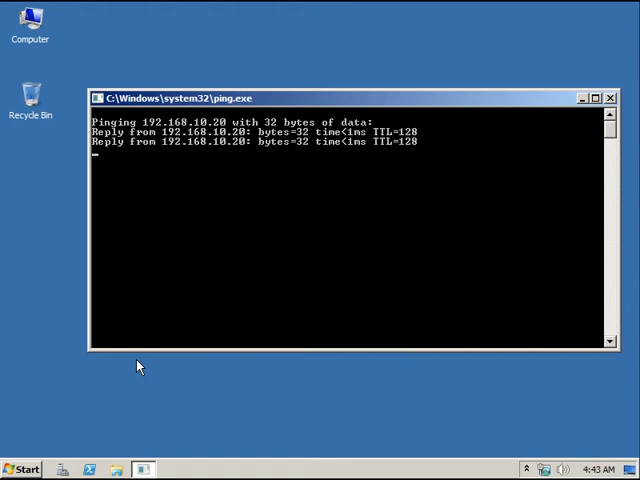 Computer
Recycle Bin
C:\Windows\system32\ping.exe
Pinging 192.168.10.20 with 32 bytes of data:
Reply from 192.168.10.20: bytes=32 time<1ms TTL=128
Reply from 192.168.10.20: bytes=32 time<1ms TTL=128
Start
4:43 AM